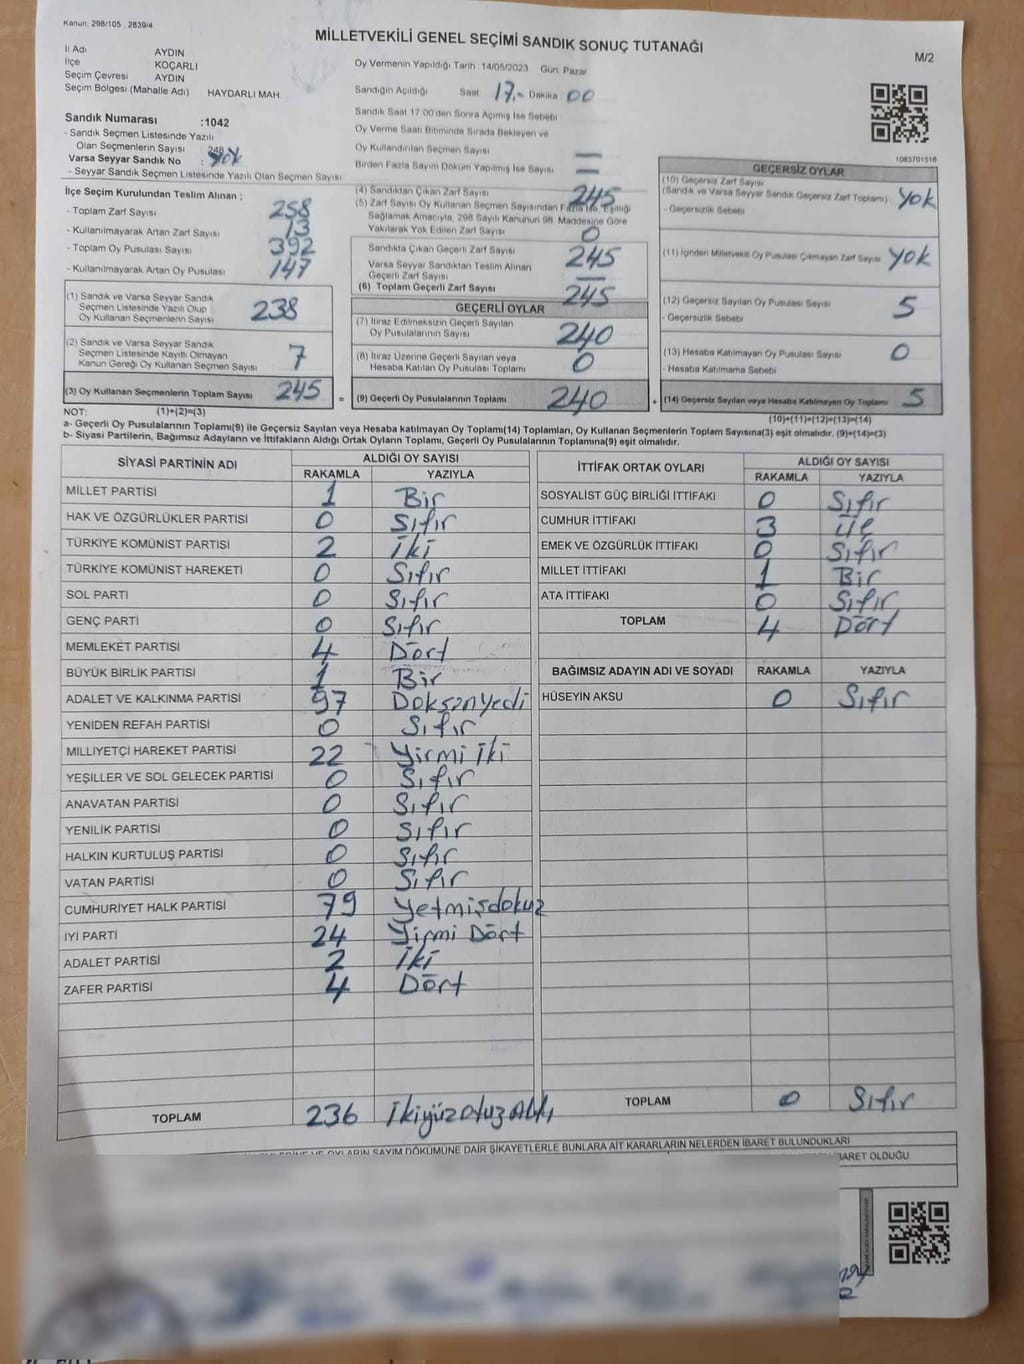 Kanun: 298/105 , 2839/4
MİLLETVEKİLİ GENEL SEÇİMİ SANDIK SONUÇ TUTANAĞI
M/2
İl Adı AYDIN
İlçe KOÇARLI
Seçim Çevresi AYDIN
Seçim Bölgesi (Mahalle Adı) HAYDARLI MAH.
Oy Vermenin Yapıldığı Tarih 14/05/2023 Gün: Pazar
Sandığın Açıldığı Saat 17.- Dakika 00
Sandık Saat 17.00'den Sonra Açımış İse Sebebi
Oy Verme Saati Bitiminde Sırada Bekleyen ve
Oy Kullandırılan Seçmen Sayısı —
Birden Fazla Sayım Döküm Yapılmış İse Sayısı —
Sandık Numarası :1042
- Sandık Seçmen Listesinde Yazılı
Olan Seçmenlerin Sayısı : 248
Varsa Seyyar Sandık No : Yok
- Seyyar Sandık Seçmen Listesinde Yazılı Olan Seçmen Sayısı
1083701516
İlçe Seçim Kurulundan Teslim Alınan ;
- Toplam Zarf Sayısı 258
- Kullanılmayarak Artan Zarf Sayısı 13
- Toplam Oy Pusulası Sayısı 392
- Kullanılmayarak Artan Oy Pusulası 147
(1) Sandık ve Varsa Seyyar Sandık
Seçmen Listesinde Yazılı Olup
Oy Kullanan Seçmenlerin Sayısı 238
(2) Sandık ve Varsa Seyyar Sandık
Seçmen Listesinde Kayıtlı Olmayan
Kanun Gereği Oy Kullanan Seçmen Sayısı 7
(3) Oy Kullanan Seçmenlerin Toplam Sayısı 245 =
(4) Sandıktan Çıkan Zarf Sayısı 245
(5) Zarf Sayısı Oy Kullanan Seçmen Sayısından Fazla İse, Eşitliği
Sağlamak Amacıyla, 298 Sayılı Kanunun 98. Maddesine Göre
Yakılarak Yok Edilen Zarf Sayısı 0
Sandıkta Çıkan Geçerli Zarf Sayısı 245
Varsa Seyyar Sandıktan Teslim Alınan
Geçerli Zarf Sayısı —
(6) Toplam Geçerli Zarf Sayısı 245
GEÇERLİ OYLAR
(7) İtiraz Edilmeksizin Geçerli Sayılan
Oy Pusulalarının Sayısı 240
(8) İtiraz Üzerine Geçerli Sayılan veya
Hesaba Katılan Oy Pusulası Toplamı 0
(9) Geçerli Oy Pusulalarının Toplamı 240 +
GEÇERSİZ OYLAR
(10) Geçersiz Zarf Sayısı
(Sandık ve Varsa Seyyar Sandık Geçersiz Zarf Toplamı) Yok
- Geçersizlik Sebebi
(11) İçinden Milletvekili Oy Pusulası Çıkmayan Zarf Sayısı Yok
(12) Geçersiz Sayılan Oy Pusulası Sayısı 5
- Geçersizlik Sebebi
(13) Hesaba Katılmayan Oy Pusulası Sayısı 0
- Hesaba Katılmama Sebebi
(14) Geçersiz Sayılan veya Hesaba Katılmayan Oy Toplamı 5
NOT: (1)+(2)=(3)
(10)+(11)+(12)+(13)=(14)
a- Geçerli Oy Pusulalarının Toplamı(9) ile Geçersiz Sayılan veya Hesaba katılmayan Oy Toplamı(14) Toplamları, Oy Kullanan Seçmenlerin Toplam Sayısına(3) eşit olmalıdır. (9)+(14)=(3)
b- Siyasi Partilerin, Bağımsız Adayların ve İttifakların Aldığı Ortak Oyların Toplamı, Geçerli Oy Pusulalarının Toplamına(9) eşit olmalıdır.
SİYASİ PARTİNİN ADI ALDIĞI OY SAYISI
RAKAMLA YAZIYLA
MİLLET PARTİSİ 1 Bir
HAK VE ÖZGÜRLÜKLER PARTİSİ 0 Sıfır
TÜRKİYE KOMÜNİST PARTİSİ 2 İki
TÜRKİYE KOMÜNİST HAREKETİ 0 Sıfır
SOL PARTİ 0 Sıfır
GENÇ PARTİ 0 Sıfır
MEMLEKET PARTİSİ 4 Dört
BÜYÜK BİRLİK PARTİSİ 1 Bir
ADALET VE KALKINMA PARTİSİ 97 Doksanyedi
YENİDEN REFAH PARTİSİ 0 Sıfır
MİLLİYETÇİ HAREKET PARTİSİ 22 Yirmi İki
YEŞİLLER VE SOL GELECEK PARTİSİ 0 Sıfır
ANAVATAN PARTİSİ 0 Sıfır
YENİLİK PARTİSİ 0 Sıfır
HALKIN KURTULUŞ PARTİSİ 0 Sıfır
VATAN PARTİSİ 0 Sıfır
CUMHURİYET HALK PARTİSİ 79 Yetmişdokuz
İYİ PARTİ 24 Yirmi Dört
ADALET PARTİSİ 2 İki
ZAFER PARTİSİ 4 Dört
TOPLAM 236 İkiyüzotuzAltı
İTTİFAK ORTAK OYLARI ALDIĞI OY SAYISI
RAKAMLA YAZIYLA
SOSYALİST GÜÇ BİRLİĞİ İTTİFAKI 0 Sıfır
CUMHUR İTTİFAKI 3 Üç
EMEK VE ÖZGÜRLÜK İTTİFAKI 0 Sıfır
MİLLET İTTİFAKI 1 Bir
ATA İTTİFAKI 0 Sıfır
TOPLAM 4 Dört
BAĞIMSIZ ADAYIN ADI VE SOYADI RAKAMLA YAZIYLA
HÜSEYİN AKSU 0 Sıfır
TOPLAM 0 Sıfır
VE OYLARIN SAYIM DÖKÜMÜNE DAİR ŞİKAYETLERLE BUNLARA AİT KARARLARIN NELERDEN İBARET BULUNDUKLARI
İBARET OLDUĞU